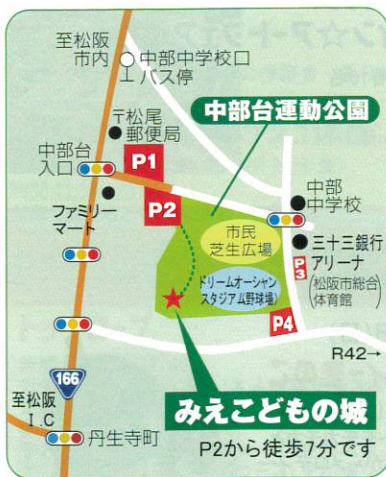 至松阪
市内
中部中学校口
バス停
〒松尾
郵便局
中部台運動公園
中部台
入口
P1
P2
ファミリー
マート
中部
中学校
市民
芝生広場
三十三銀行
アリーナ
(松阪市総合
体育館)
P3
ドリームオーシャン
スタジアム(野球場)
P4
R42→
166
至松阪
I.C
みえこどもの城
丹生寺町
P2から徒歩7分です